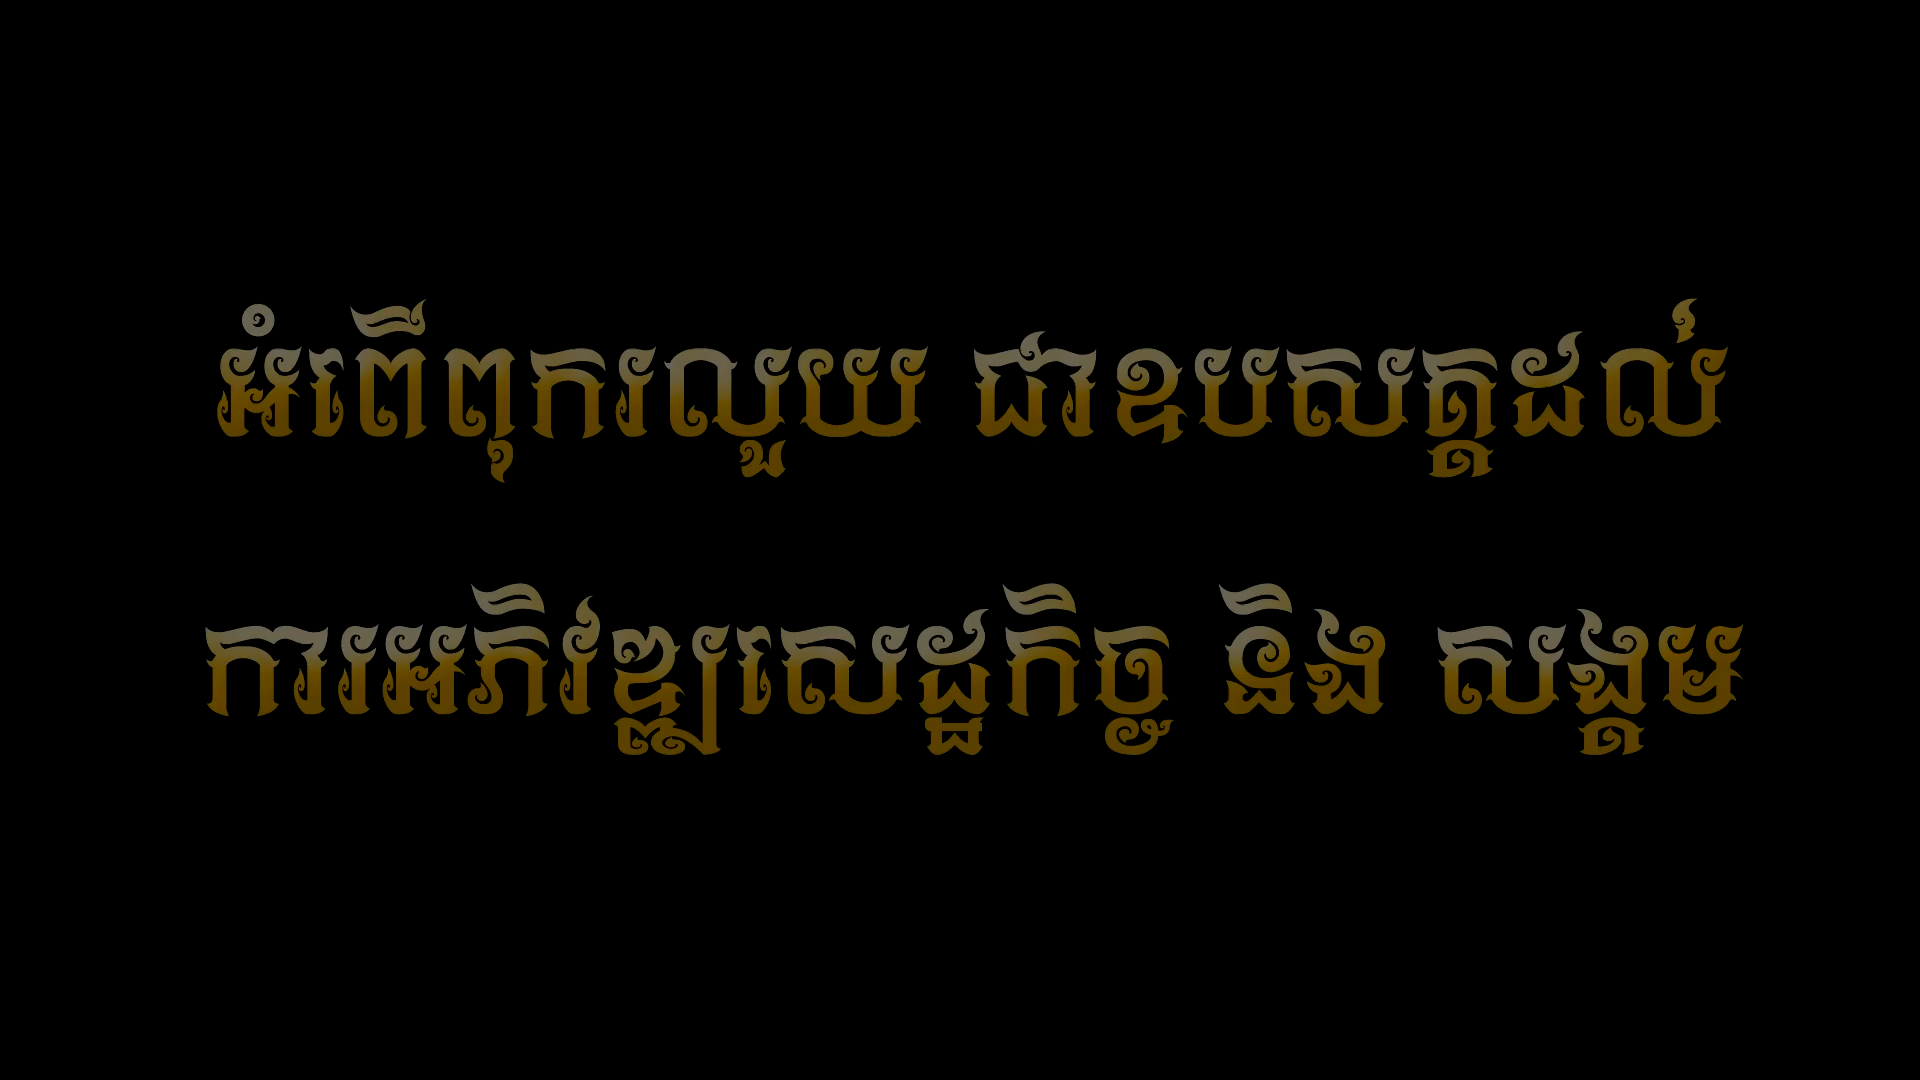 អំពើពុករលួយ ជាឧបសគ្គដល់
ការអភិវឌ្ឍសេដ្ឋកិច្ច និង សង្គម